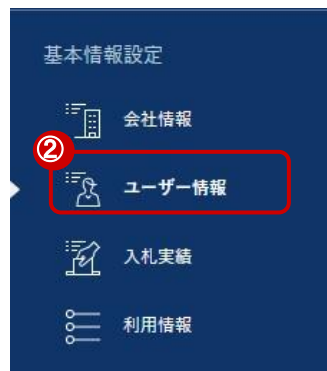 基本情報設定
会社情報
②
ユーザー情報
入札実績
利用情報